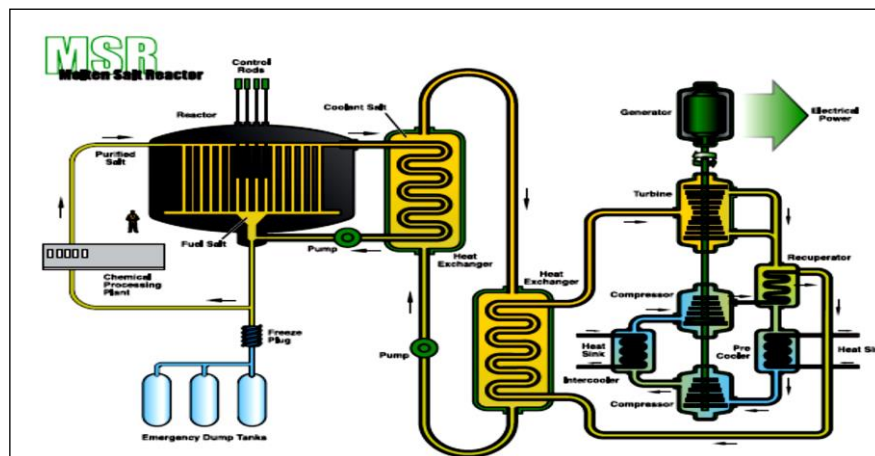 MSR
Molten Salt Reactor
Control
Rods
Reactor
Coolant Salt
Purified
Salt
Fuel Salt
Pump
Chemical
Processing
Plant
Freeze
Plug
Emergency Dump Tanks
Heat
Exchanger
Pump
Heat
Exchanger
Generator
Electrical
Power
Turbine
Recuperator
Compressor
Heat
Sink
Intercooler
Pre
Cooler
Heat
Compressor